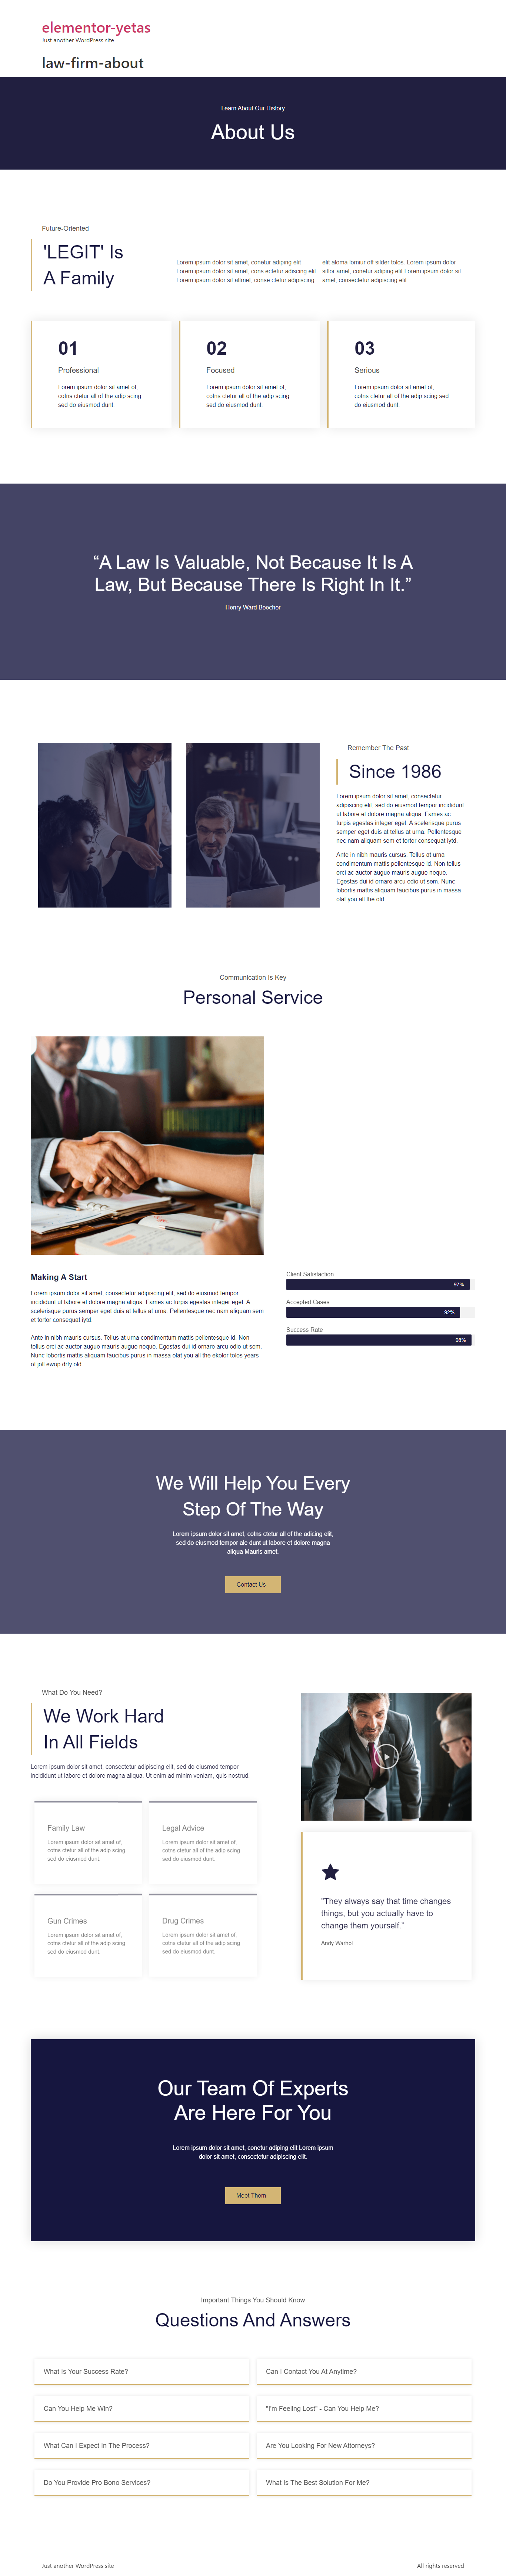 elementor-yetas
Just another WordPress site
law-firm-about
Learn About Our History
About Us
Future-Oriented
'LEGIT' Is
A Family
Lorem ipsum dolor sit amet, conetur adiping elit
Lorem ipsum dolor sit amet, cons ectetur adiscing elit
Lorem ipsum dolor sit altmet, conse ctetur adipiscing
elit aloma lomiur off silder tolos. Lorem ipsum dolor
sitlor amet, conetur adiping elit Lorem ipsum dolor sit
amet, consectetur adipiscing elit.
01
Professional
Lorem ipsum dolor sit amet of,
cotns ctetur all of the adip scing
sed do eiusmod dunt.
02
Focused
Lorem ipsum dolor sit amet of,
cotns ctetur all of the adip scing
sed do eiusmod dunt.
03
Serious
Lorem ipsum dolor sit amet of,
cotns ctetur all of the adip scing sed
do eiusmod dunt.
“A Law Is Valuable, Not Because It Is A
Law, But Because There Is Right In It.”
Henry Ward Beecher
Remember The Past
Since 1986
Lorem ipsum dolor sit amet, consectetur
adipiscing elit, sed do eiusmod tempor incididunt
ut labore et dolore magna aliqua. Fames ac
turpis egestas integer eget. A scelerisque purus
semper eget duis at tellus at urna. Pellentesque
nec nam aliquam sem et tortor consequat iytd.
Ante in nibh mauris cursus. Tellus at urna
condimentum mattis pellentesque id. Non tellus
orci ac auctor augue mauris augue neque.
Egestas dui id ornare arcu odio ut sem. Nunc
lobortis mattis aliquam faucibus purus in massa
olat you all the old.
Communication Is Key
Personal Service
Making A Start
Lorem ipsum dolor sit amet, consectetur adipiscing elit, sed do eiusmod tempor
incididunt ut labore et dolore magna aliqua. Fames ac turpis egestas integer eget. A
scelerisque purus semper eget duis at tellus at urna. Pellentesque nec nam aliquam sem
et tortor consequat iytd.
Ante in nibh mauris cursus. Tellus at urna condimentum mattis pellentesque id. Non
tellus orci ac auctor augue mauris augue neque. Egestas dui id ornare arcu odio ut sem.
Nunc lobortis mattis aliquam faucibus purus in massa olat you all the ekolor tolos years
of joll ewop dity old.
Client Satisfaction
97%
Accepted Cases
92%
Success Rate
98%
We Will Help You Every
Step Of The Way
Lorem ipsum dolor sit amet, cotns ctetur all of the adicing elit,
sed do eiusmod tempor ale dunt ut labore et dolore magna
aliqua Mauris amet.
Contact Us
What Do You Need?
We Work Hard
In All Fields
Lorem ipsum dolor sit amet, consectetur adipiscing elit, sed do eiusmod tempor
incididunt ut labore et dolore magna aliqua. Ut enim ad minim veniam, quis nostrud.
Family Law
Lorem ipsum dolor sit amet of,
cotns ctetur all of the adip scing
sed do eiusmod dunt.
Legal Advice
Lorem ipsum dolor sit amet of,
cotns ctetur all of the adip scing
sed do eiusmod dunt.
Gun Crimes
Lorem ipsum dolor sit amet of,
cotns ctetur all of the adip scing
sed do eiusmod dunt.
Drug Crimes
Lorem ipsum dolor sit amet of,
cotns ctetur all of the adip scing
sed do eiusmod dunt.
"They always say that time changes
things, but you actually have to
change them yourself.”
Andy Warhol
Our Team Of Experts
Are Here For You
Lorem ipsum dolor sit amet, conetur adiping elit Lorem ipsum
dolor sit amet, consectetur adipiscing elit.
Meet Them
Important Things You Should Know
Questions And Answers
What Is Your Success Rate?
Can I Contact You At Anytime?
Can You Help Me Win?
"I'm Feeling Lost" - Can You Help Me?
What Can I Expect In The Process?
Are You Looking For New Attorneys?
Do You Provide Pro Bono Services?
What Is The Best Solution For Me?
Just another WordPress site
All rights reserved